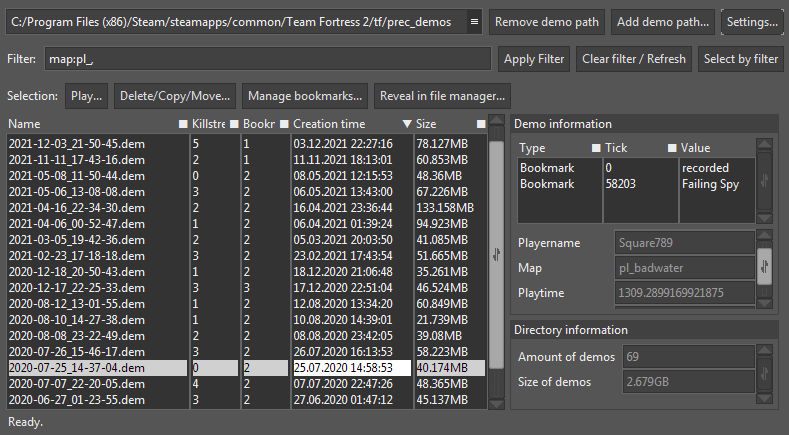 C:/Program Files (x86)/Steam/steamapps/common/Team Fortress 2/tf/prec_demos Remove demo path Add demo path... Settings...
Filter: map:pl_, Apply Filter Clear filter / Refresh Select by filter
Selection: Play... Delete/Copy/Move... Manage bookmarks... Reveal in file manager...
Name Killstre Bookr Creation time Size
2021-12-03_21-50-45.dem 5 1 03.12.2021 22:27:16 78.127MB
2021-11-11_17-43-16.dem 2 1 11.11.2021 18:13:01 60.853MB
2021-05-08_11-50-44.dem 0 2 08.05.2021 12:15:53 48.36MB
2021-05-06_13-08-08.dem 3 2 06.05.2021 13:43:00 67.226MB
2021-04-16_22-34-30.dem 2 2 16.04.2021 23:36:44 133.158MB
2021-04-06_00-52-47.dem 1 2 06.04.2021 01:39:24 94.923MB
2021-03-05_19-42-36.dem 2 2 05.03.2021 20:03:50 41.085MB
2021-02-23_17-18-18.dem 3 2 23.02.2021 17:43:54 51.665MB
2020-12-18_20-50-43.dem 1 2 18.12.2020 21:06:48 35.261MB
2020-12-17_22-25-33.dem 3 3 17.12.2020 22:51:04 46.924MB
2020-08-12_13-01-55.dem 1 2 12.08.2020 13:34:20 60.849MB
2020-08-10_14-27-38.dem 1 2 10.08.2020 14:39:01 21.739MB
2020-08-08_23-22-49.dem 2 2 08.08.2020 23:42:05 39.08MB
2020-07-26_15-46-17.dem 3 2 26.07.2020 16:13:53 58.223MB
2020-07-25_14-37-04.dem 0 2 25.07.2020 14:58:53 40.174MB
2020-07-07_22-20-05.dem 4 2 07.07.2020 22:47:26 48.365MB
2020-06-27_01-23-55.dem 3 2 27.06.2020 01:47:12 45.137MB
Demo information
Type Tick Value
Bookmark 0 recorded
Bookmark 58203 Failing Spy
Playername Square789
Map pl_badwater
Playtime 1309.2899169921875
Directory information
Amount of demos 69
Size of demos 2.679GB
Ready.